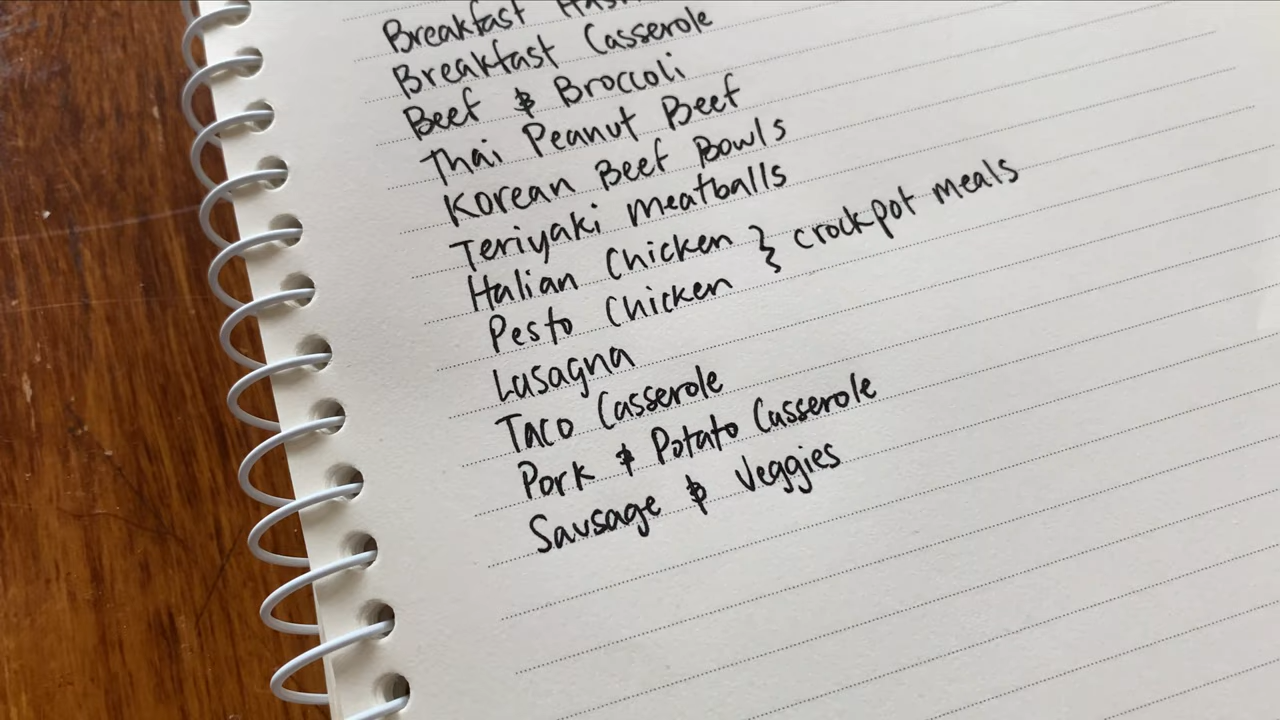 Breakfast
Breakfast Casserole
Beef & Broccoli
Thai Peanut Beef
Korean Beef Bowls
Teriyaki Meatballs
Italian Chicken } crockpot meals
Pesto Chicken
Lasagna
Taco Casserole
Pork & Potato Casserole
Sausage & Veggies